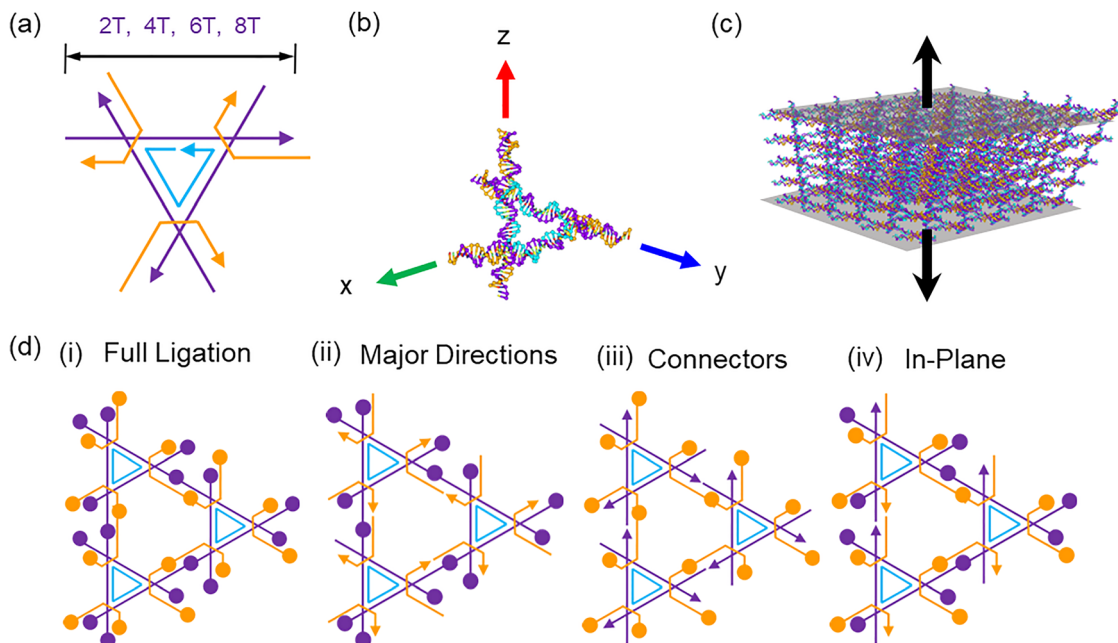 (a)
2T, 4T, 6T, 8T
(b)
z
x
y
(c)
(d) (i) Full Ligation
(ii) Major Directions
(iii) Connectors
(iv) In-Plane